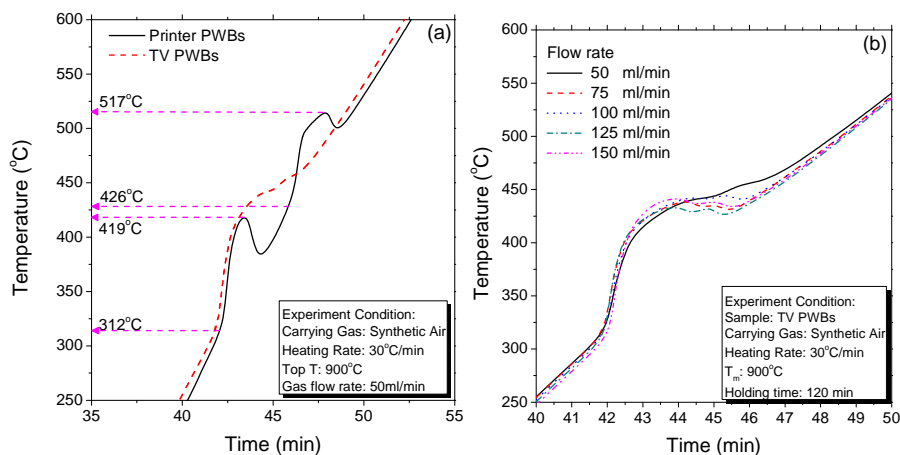 (a)
Printer PWBs
TV PWBs
517°C
426°C
419°C
312°C
Experiment Condition:
Carrying Gas: Synthetic Air
Heating Rate: 30°C/min
Top T: 900°C
Gas flow rate: 50ml/min
600
550
500
450
400
350
300
250
35 40 45 50 55
Temperature (°C)
Time (min)
(b)
Flow rate
50 ml/min
75 ml/min
100 ml/min
125 ml/min
150 ml/min
Experiment Condition:
Sample: TV PWBs
Carrying Gas: Synthetic Air
Heating Rate: 30°C/min
Tm: 900°C
Holding time: 120 min
600
550
500
450
400
350
300
250
40 41 42 43 44 45 46 47 48 49 50
Temperature (°C)
Time (min)